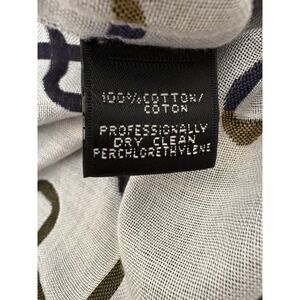 100% COTTON/
COTON
PROFESSIONALLY
DRY CLEAN
PERCHLORETHYLENE